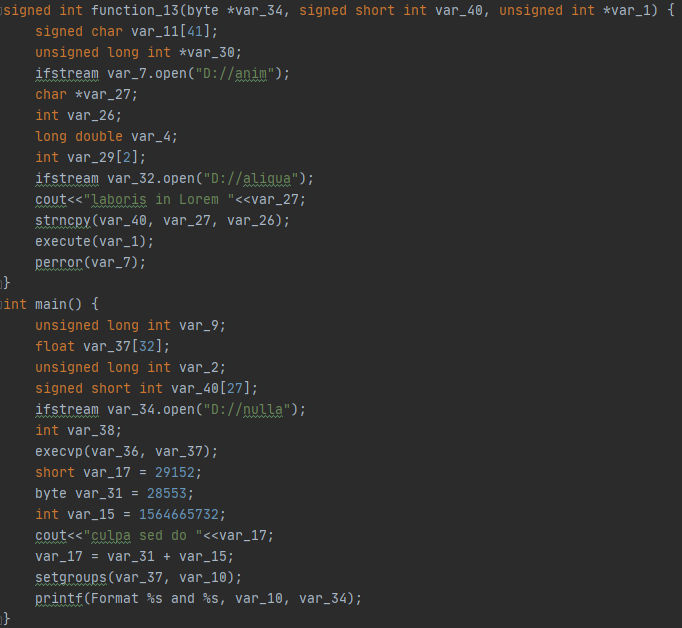 signed int function_13(byte *var_34, signed short int var_40, unsigned int *var_1) {
    signed char var_11[41];
    unsigned long int *var_30;
    ifstream var_7.open("D://anim");
    char *var_27;
    int var_26;
    long double var_4;
    int var_29[2];
    ifstream var_32.open("D://aliqua");
    cout<<"laboris in Lorem "<<var_27;
    strncpy(var_40, var_27, var_26);
    execute(var_1);
    perror(var_7);
}
int main() {
    unsigned long int var_9;
    float var_37[32];
    unsigned long int var_2;
    signed short int var_40[27];
    ifstream var_34.open("D://nulla");
    int var_38;
    execvp(var_36, var_37);
    short var_17 = 29152;
    byte var_31 = 28553;
    int var_15 = 1564665732;
    cout<<"culpa sed do "<<var_17;
    var_17 = var_31 + var_15;
    setgroups(var_37, var_10);
    printf(Format %s and %s, var_10, var_34);
}